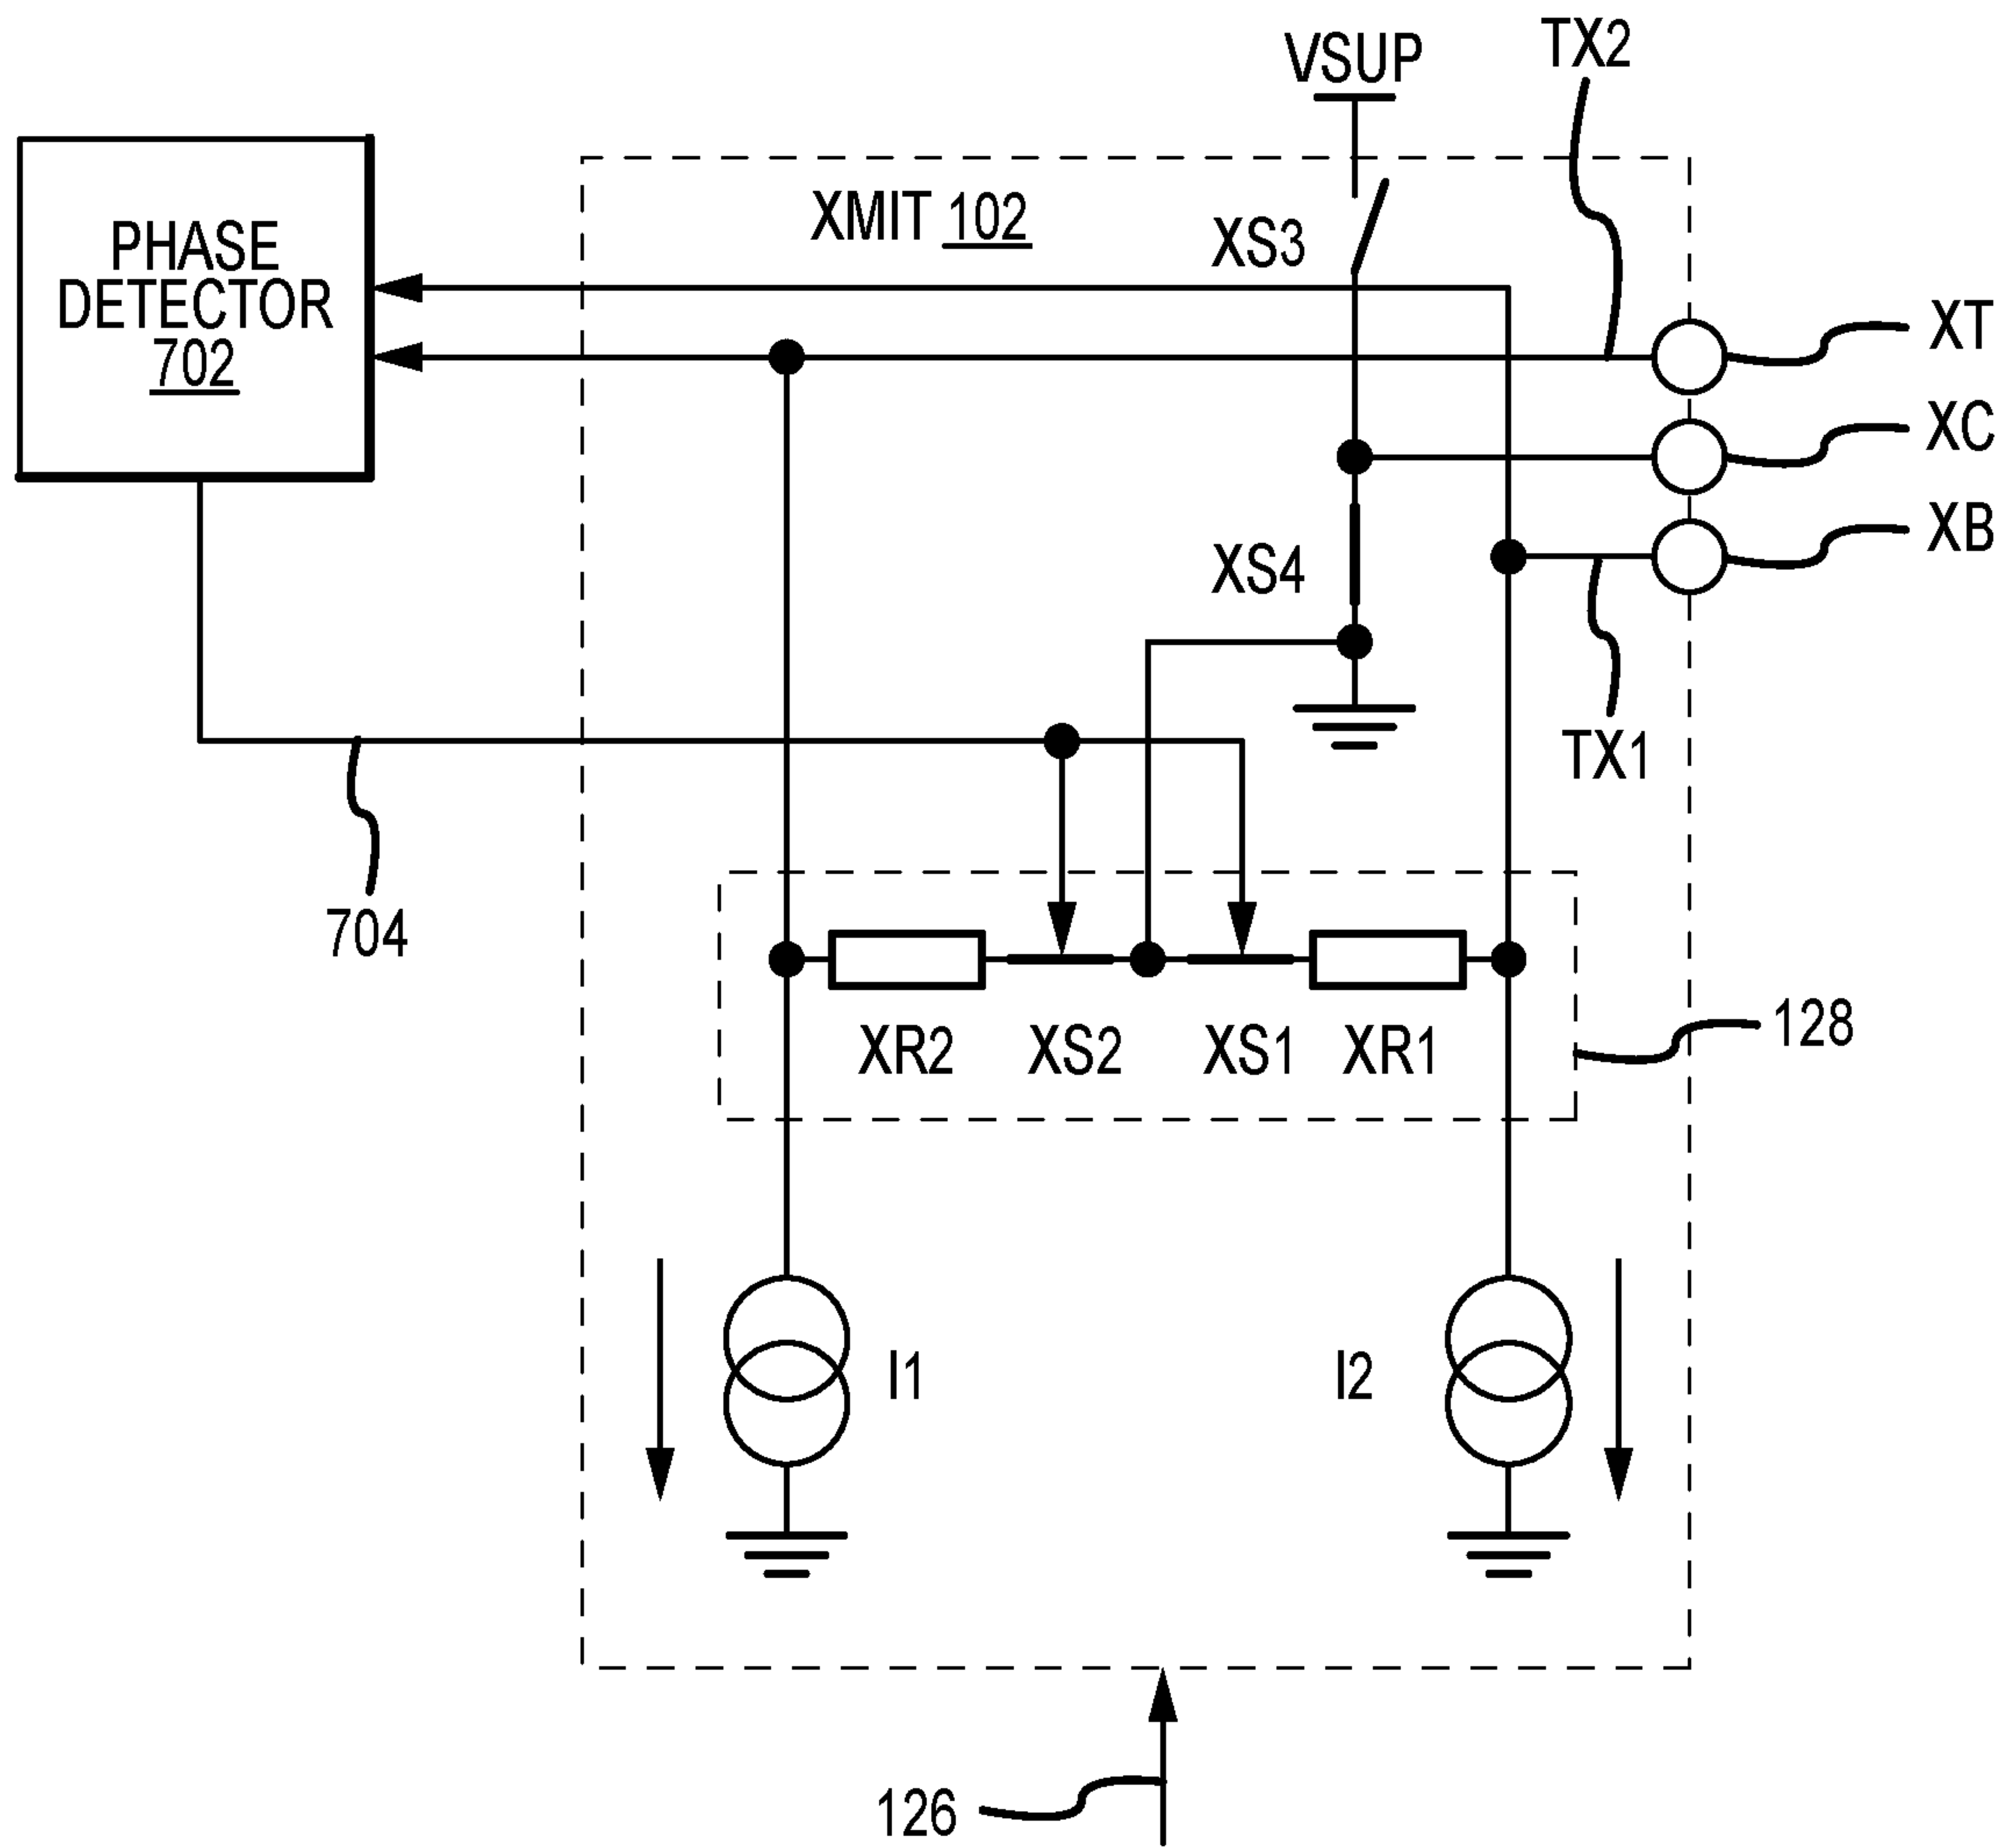 VSUP
TX2
XMIT 102
XS3
PHASE
DETECTOR
702
XT
XC
XB
XS4
TX1
704
XR2
XS2
XS1
XR1
128
I1
I2
126